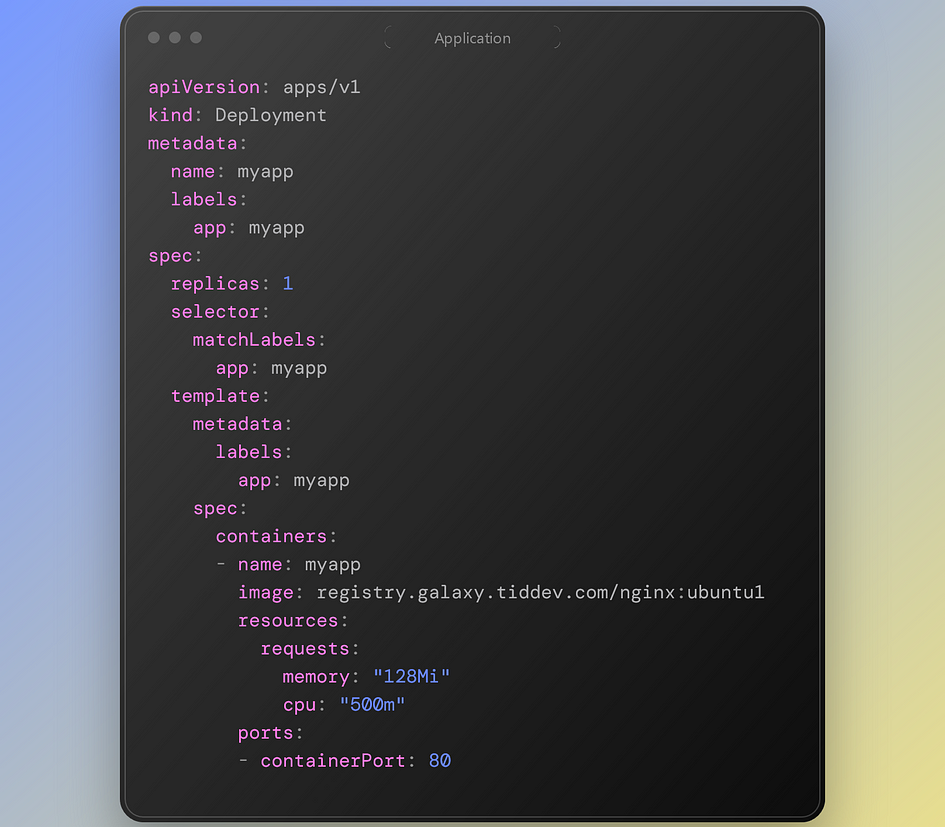 Application
apiVersion: apps/v1
kind: Deployment
metadata:
  name: myapp
  labels:
    app: myapp
spec:
  replicas: 1
  selector:
    matchLabels:
      app: myapp
  template:
    metadata:
      labels:
        app: myapp
    spec:
      containers:
      - name: myapp
        image: registry.galaxy.tiddev.com/nginx:ubuntu1
        resources:
          requests:
            memory: "128Mi"
            cpu: "500m"
        ports:
        - containerPort: 80